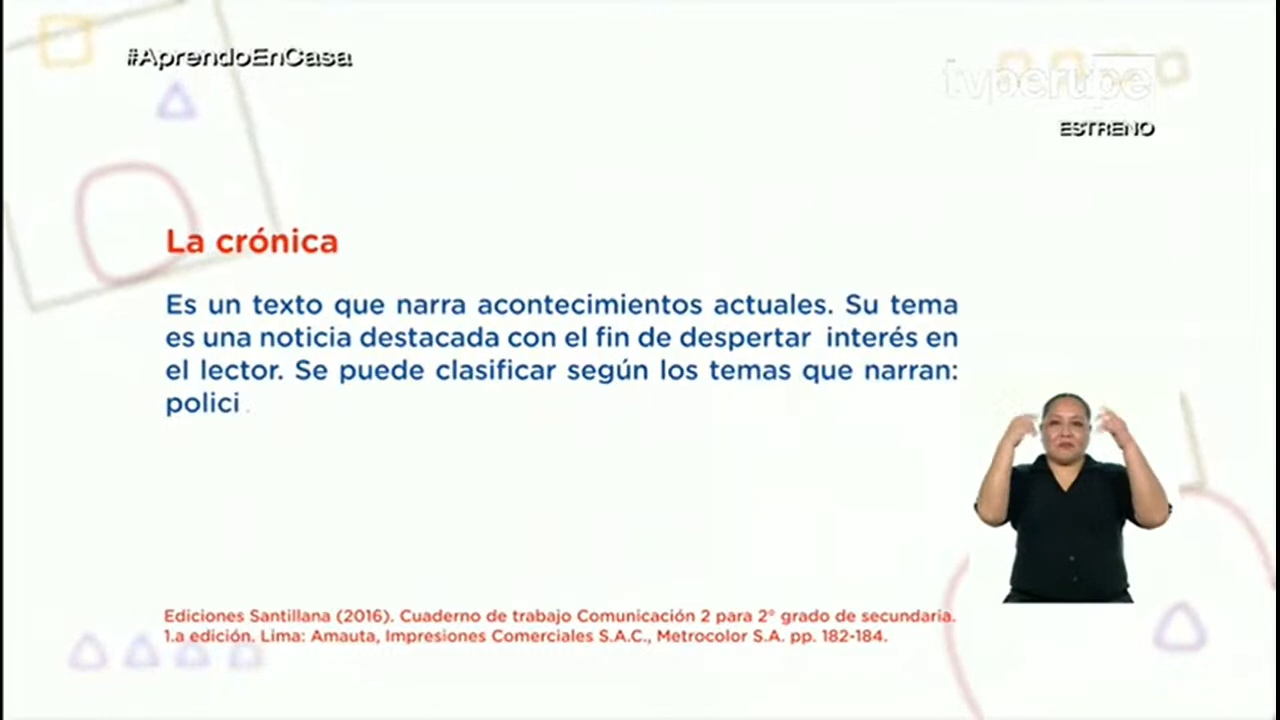 #AprendoEnCasa
tvperu.pe
ESTRENO
La crónica
Es un texto que narra acontecimientos actuales. Su tema
es una noticia destacada con el fin de despertar interés en
el lector. Se puede clasificar según los temas que narran:
polici
Ediciones Santillana (2016). Cuaderno de trabajo Comunicación 2 para 2° grado de secundaria.
1.a edición. Lima: Amauta, Impresiones Comerciales S.A.C., Metrocolor S.A. pp. 182-184.